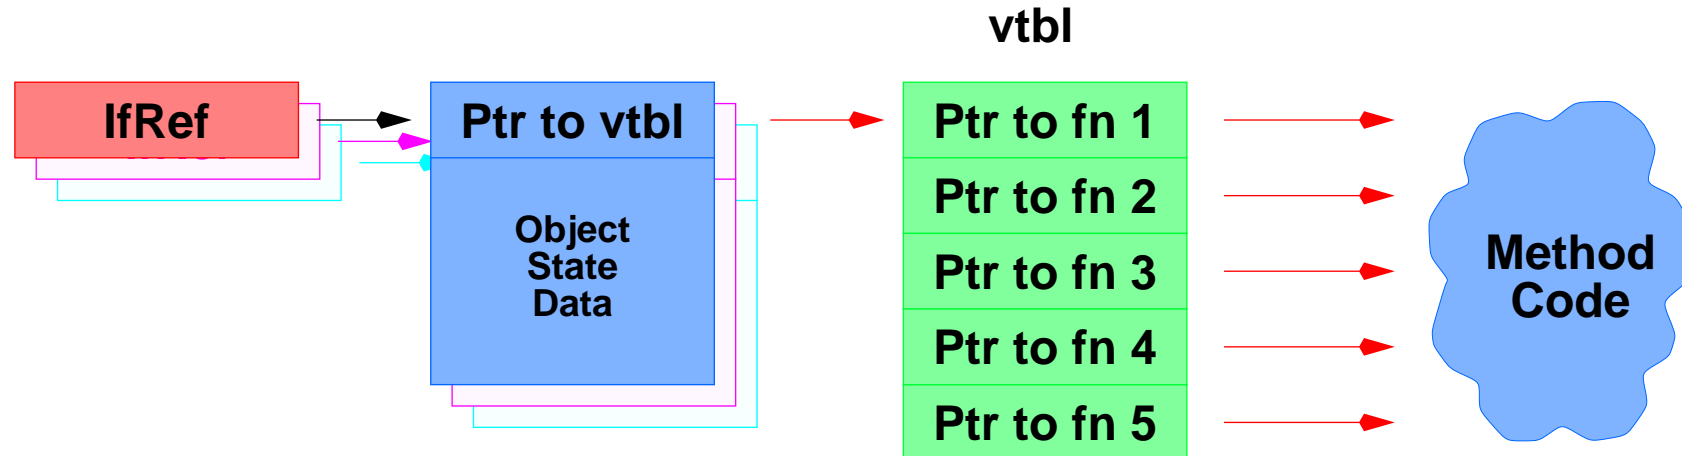 vtbl
IfRef
Ptr to vtbl
Object
State
Data
Ptr to fn 1
Ptr to fn 2
Ptr to fn 3
Ptr to fn 4
Ptr to fn 5
Method
Code